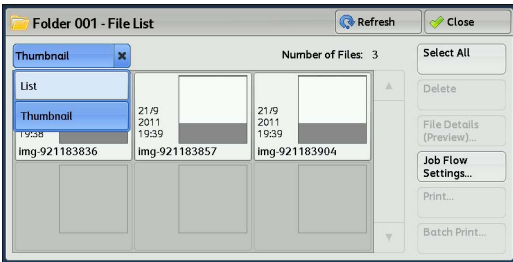 Folder 001 - File List
Refresh
Close
Thumbnail
Number of Files: 3
Select All
List
Thumbnail
Delete
19:38
img-921183836
21/9
2011
19:39
img-921183857
21/9
2011
19:39
img-921183904
File Details
(Preview)...
Job Flow
Settings...
Print...
Batch Print...